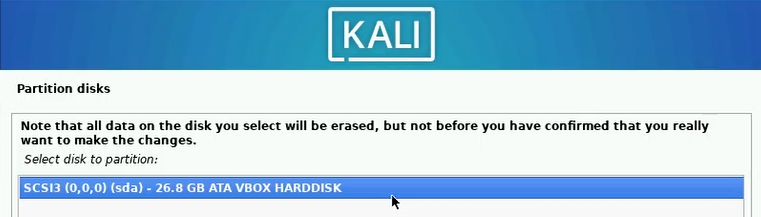 KALI
Partition disks
Note that all data on the disk you select will be erased, but not before you have confirmed that you really
want to make the changes.
Select disk to partition:
SCSI3 (0,0,0) (sda) - 26.8 GB ATA VBOX HARDDISK